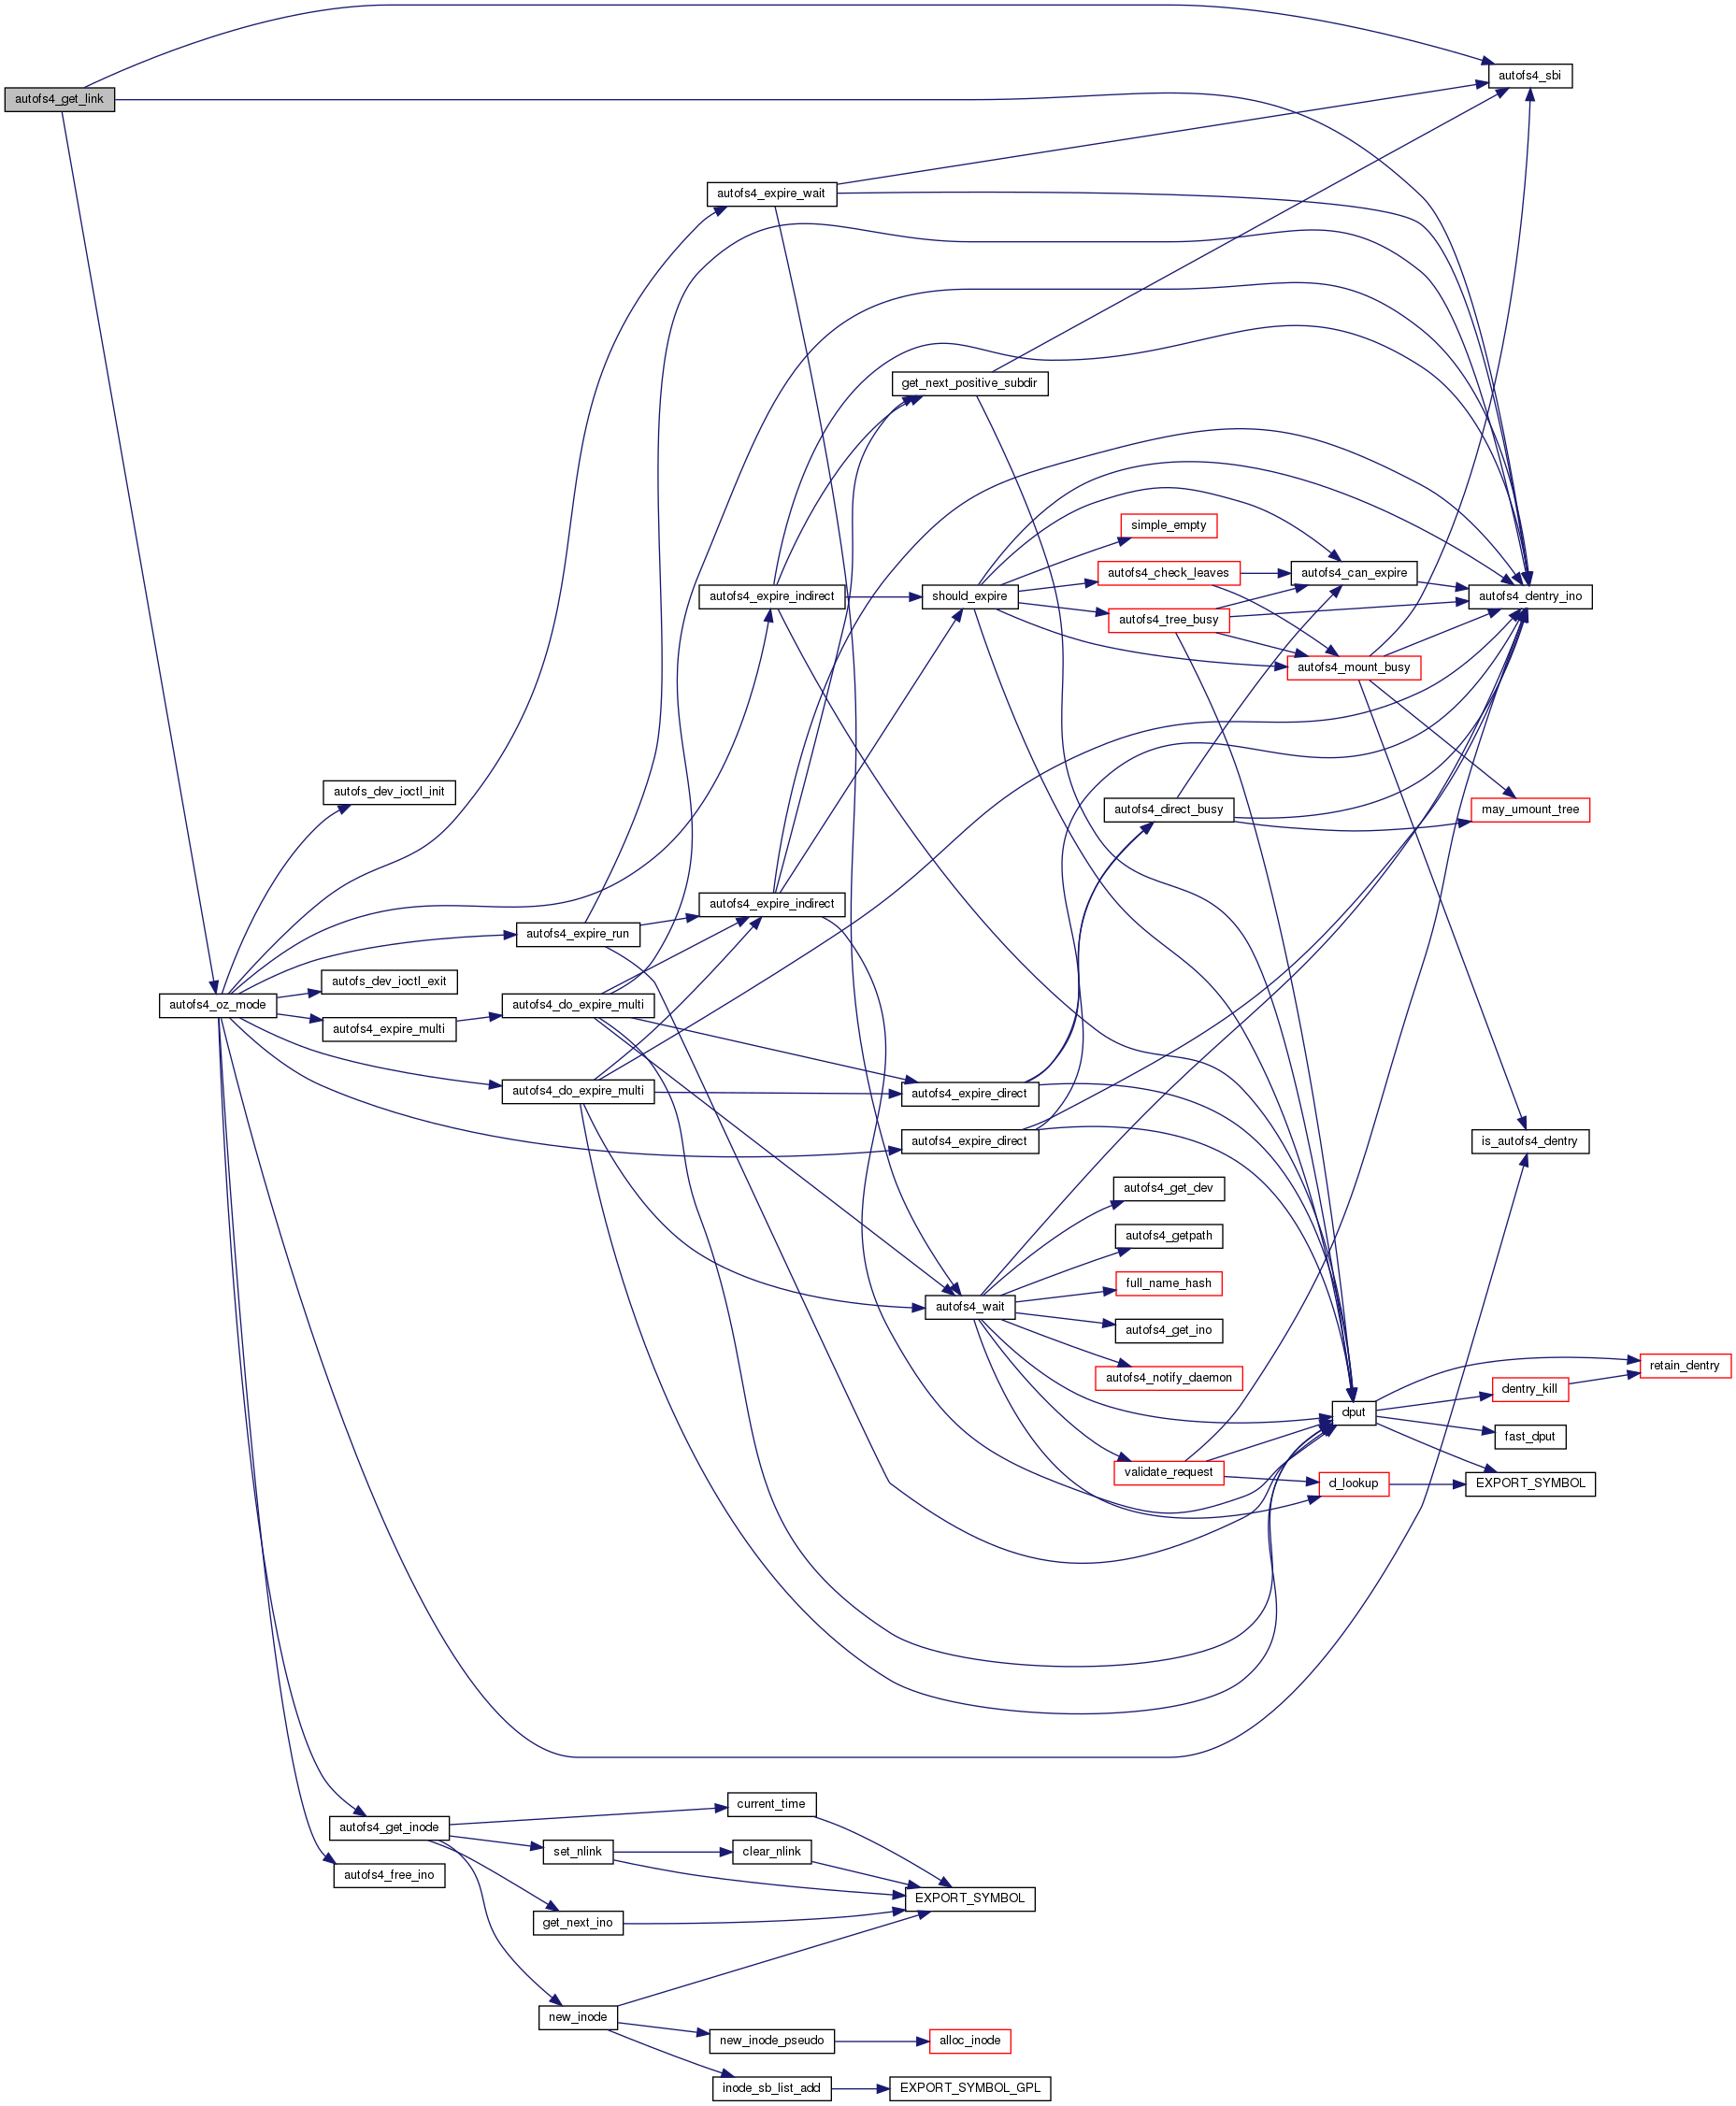 autofs4_sbi
autofs4_get_link
autofs4_expire_wait
get_next_positive_subdir
simple_empty
autofs4_check_leaves
autofs4_can_expire
autofs4_expire_indirect
should_expire
autofs4_dentry_ino
autofs4_tree_busy
autofs4_mount_busy
autofs_dev_ioctl_init
autofs4_direct_busy
may_umount_tree
autofs4_expire_indirect
autofs4_expire_run
autofs_dev_ioctl_exit
autofs4_oz_mode
autofs4_do_expire_multi
autofs4_expire_multi
autofs4_do_expire_multi
autofs4_expire_direct
autofs4_expire_direct
is_autofs4_dentry
autofs4_get_dev
autofs4_getpath
full_name_hash
autofs4_wait
autofs4_get_ino
retain_dentry
autofs4_notify_daemon
dentry_kill
dput
fast_dput
validate_request
d_lookup
EXPORT_SYMBOL
current_time
autofs4_get_inode
set_nlink
clear_nlink
autofs4_free_ino
EXPORT_SYMBOL
get_next_ino
new_inode
new_inode_pseudo
alloc_inode
inode_sb_list_add
EXPORT_SYMBOL_GPL